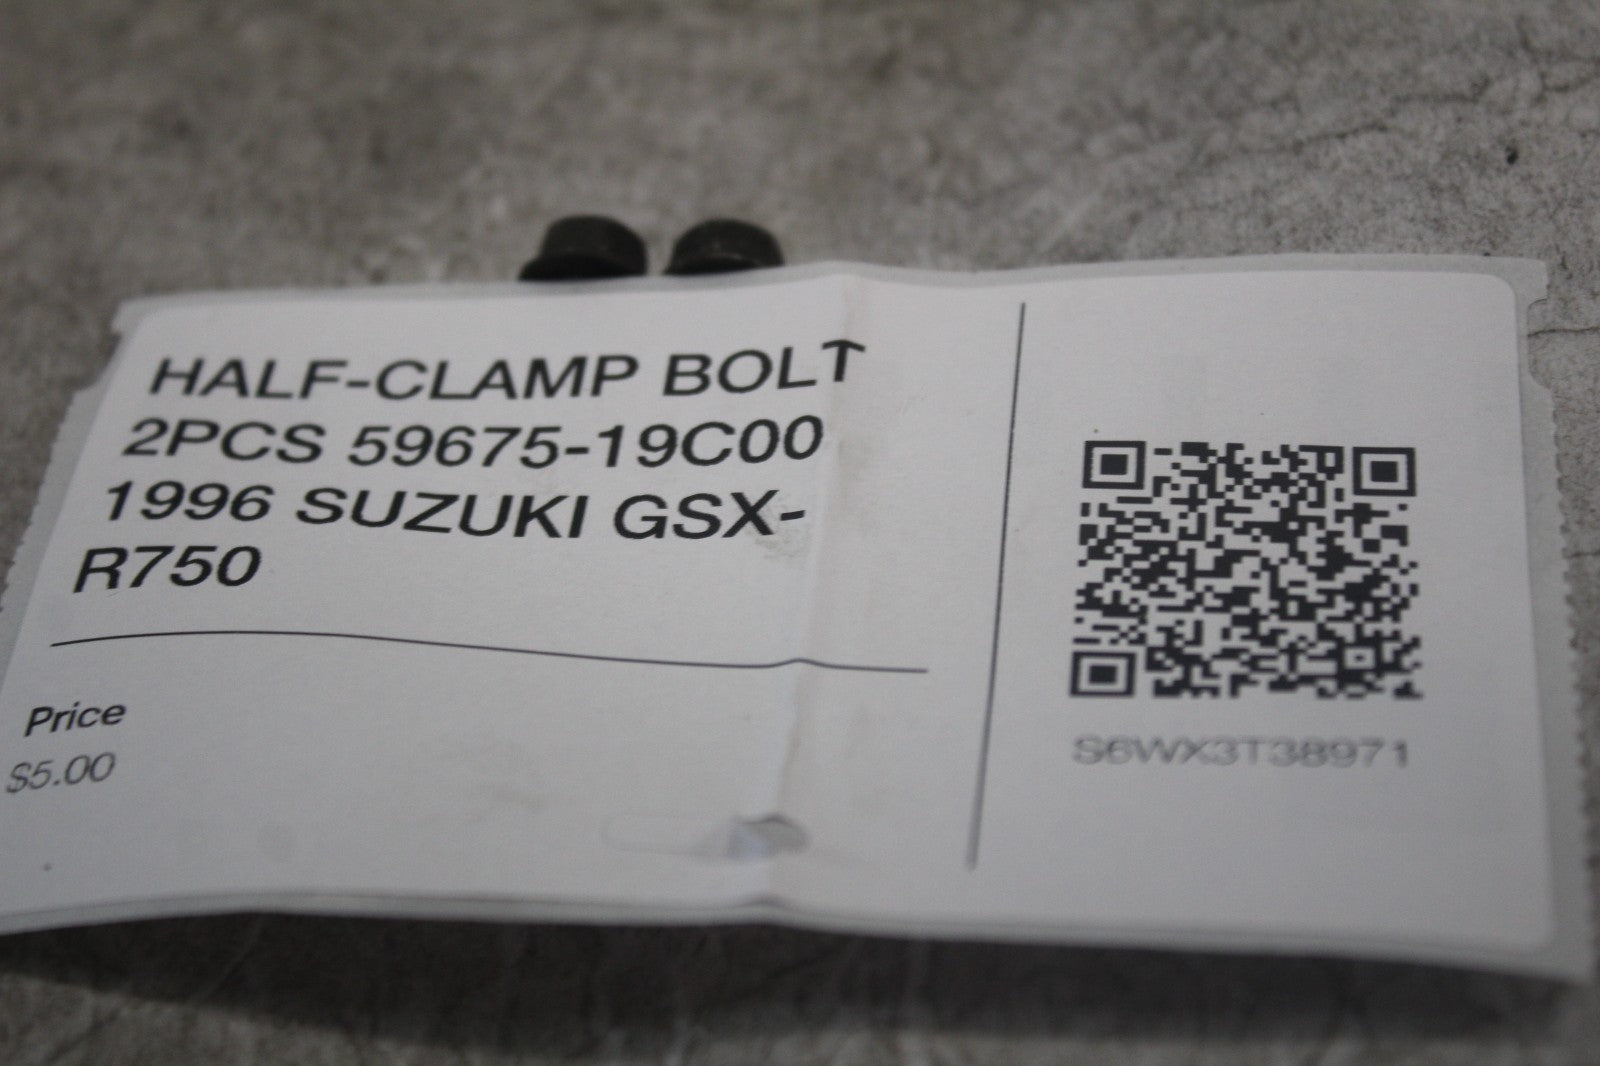 HALF-CLAMP BOLT
2PCS 59675-19C00
1996 SUZUKI GSX-
R750
Price
$5.00
S6WX3T38971